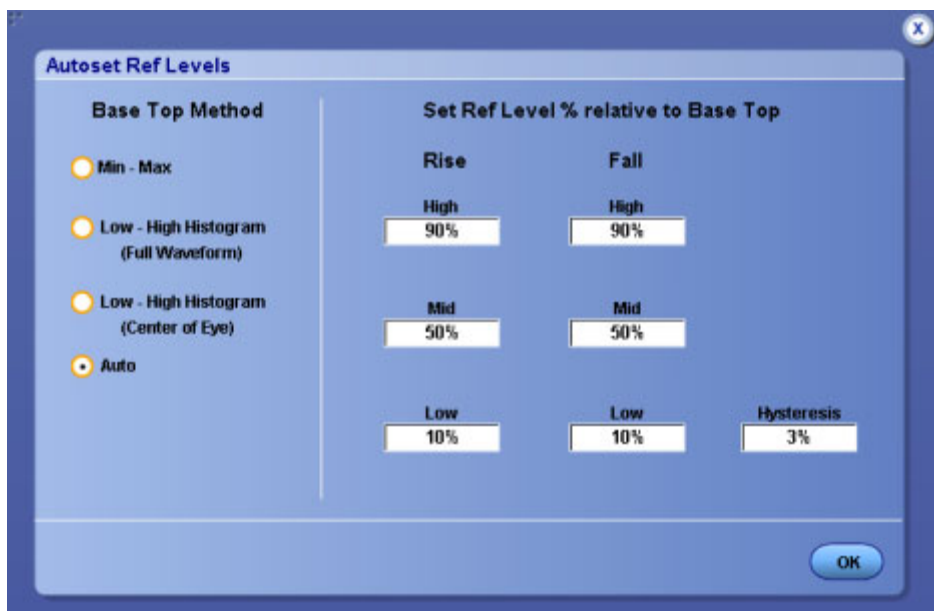 X
Autoset Ref Levels
Base Top Method
Min - Max
Low - High Histogram
(Full Waveform)
Low - High Histogram
(Center of Eye)
Auto
Set Ref Level % relative to Base Top
Rise Fall
High High
90% 90%
Mid Mid
50% 50%
Low Low Hysteresis
10% 10% 3%
OK